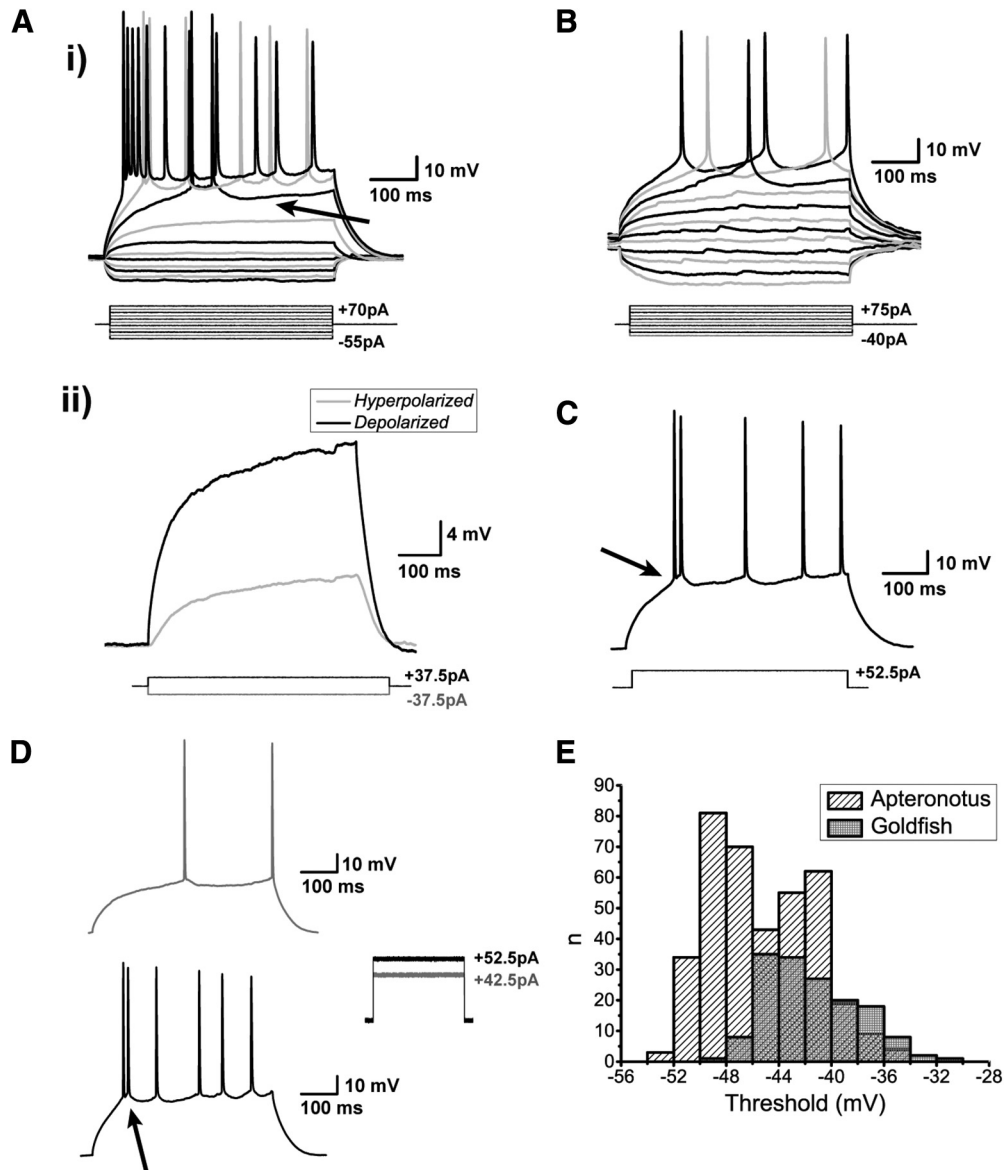 A
i)
10 mV
100 ms
+70pA
-55pA
B
10 mV
100 ms
+75pA
-40pA
ii)
Hyperpolarized
Depolarized
4 mV
100 ms
+37.5pA
-37.5pA
C
10 mV
100 ms
+52.5pA
D
10 mV
100 ms
+52.5pA
+42.5pA
10 mV
100 ms
E
Apteronotus
Goldfish
90
80
70
60
50
40
30
20
10
0
n
-56 -52 -48 -44 -40 -36 -32 -28
Threshold (mV)